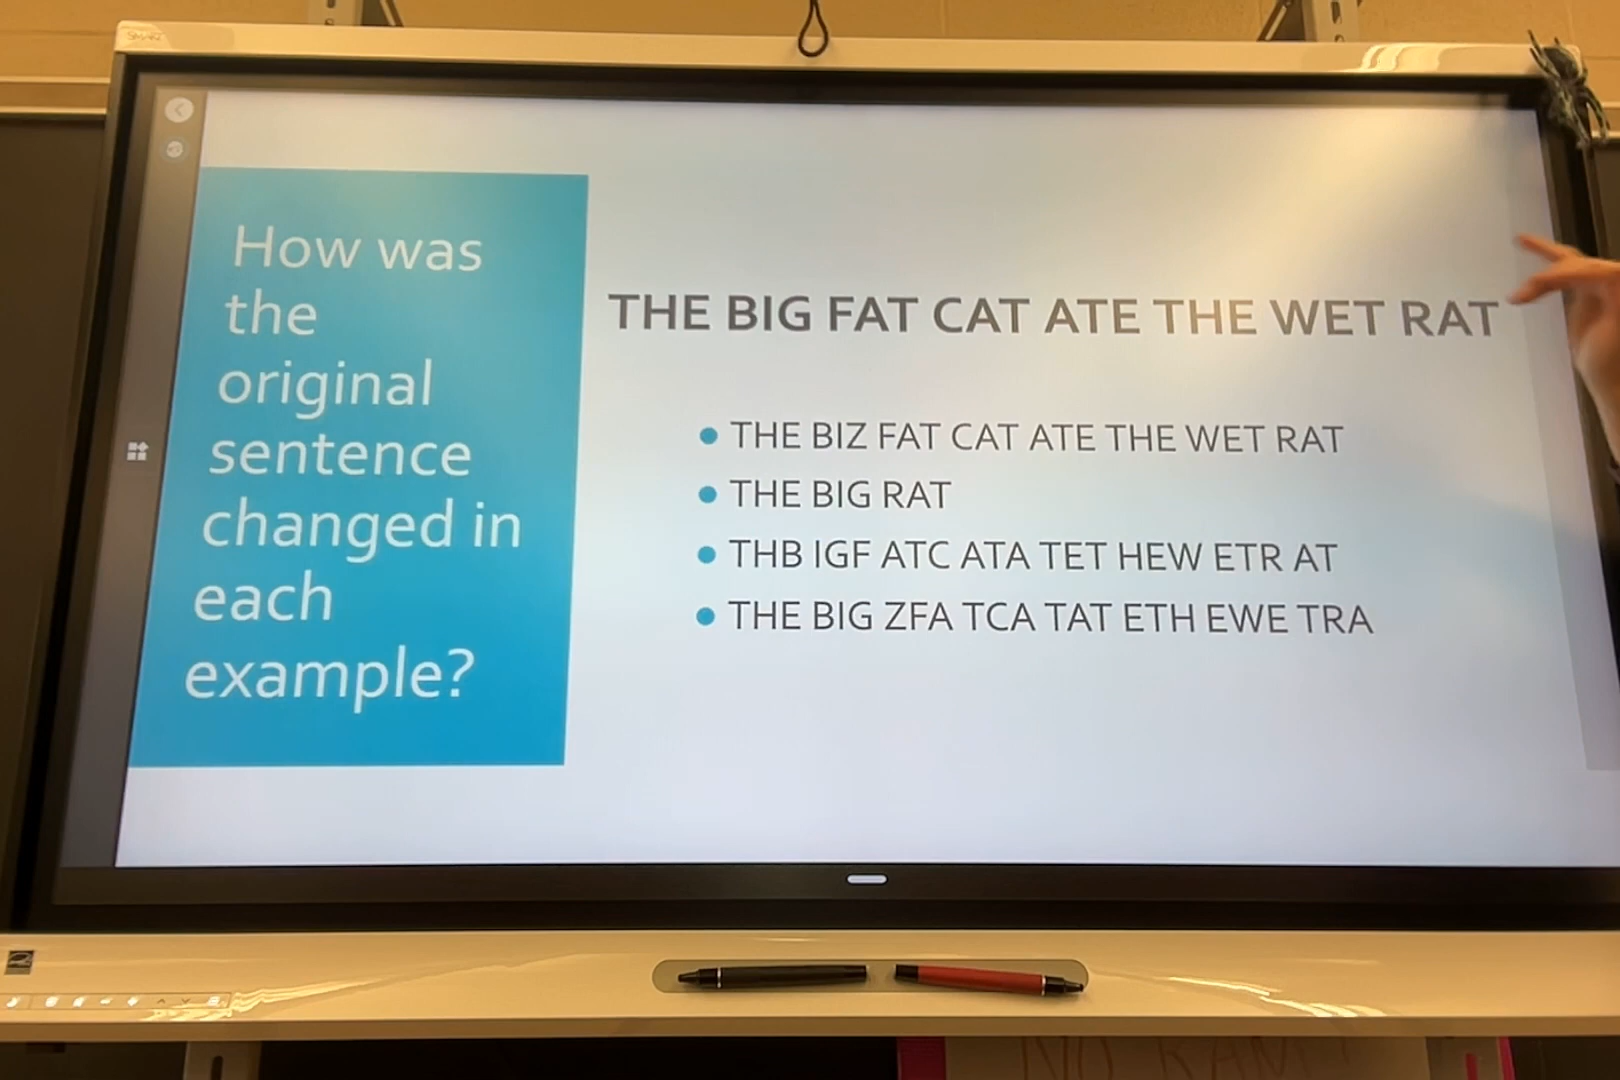 SMART
How was
the
original
sentence
changed in
each
example?
THE BIG FAT CAT ATE THE WET RAT
• THE BIZ FAT CAT ATE THE WET RAT
• THE BIG RAT
• THB IGF ATC ATA TET HEW ETR AT
• THE BIG ZFA TCA TAT ETH EWE TRA
NO